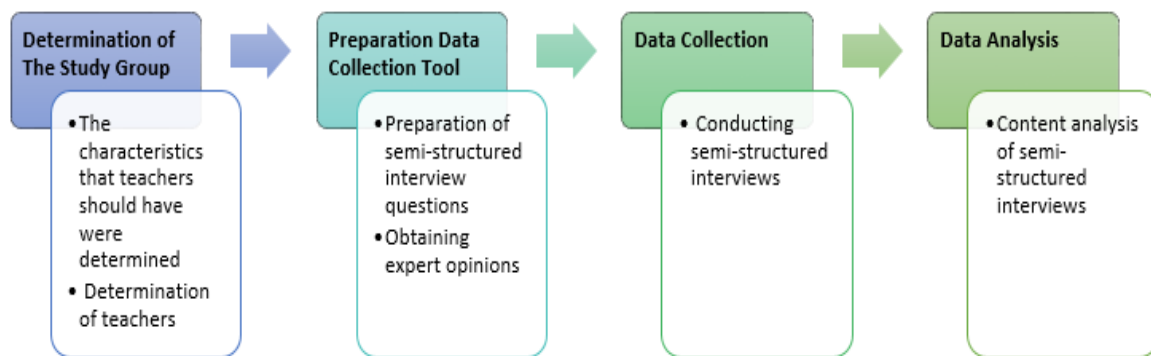 Determination of
The Study Group
•The
characteristics
that teachers
should have
were
determined
• Determination
of teachers
Preparation Data
Collection Tool
•Preparation of
semi-structured
interview
questions
•Obtaining
expert opinions
Data Collection
• Conducting
semi-structured
interviews
Data Analysis
•Content analysis
of semi-
structured
interviews